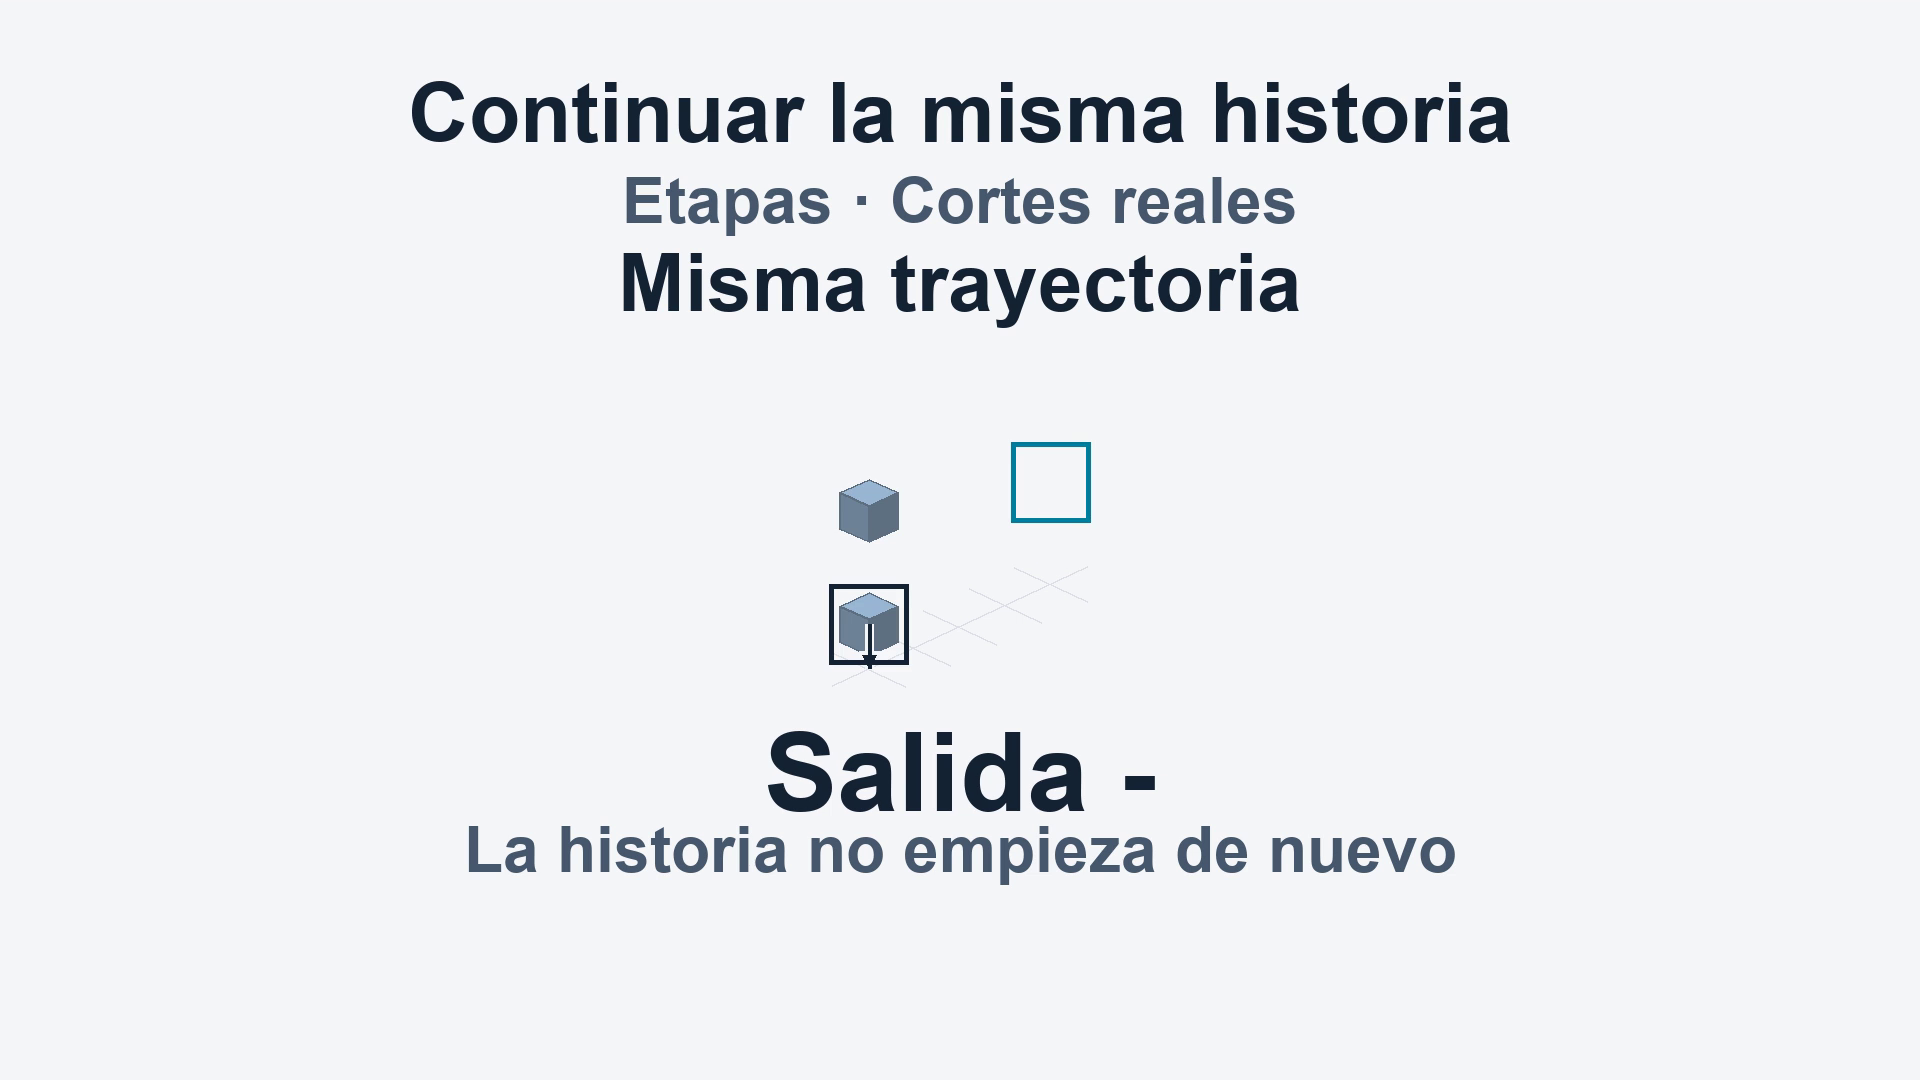 Continuar la misma historia
Etapas · Cortes reales
Misma trayectoria
Salida -
La historia no empieza de nuevo